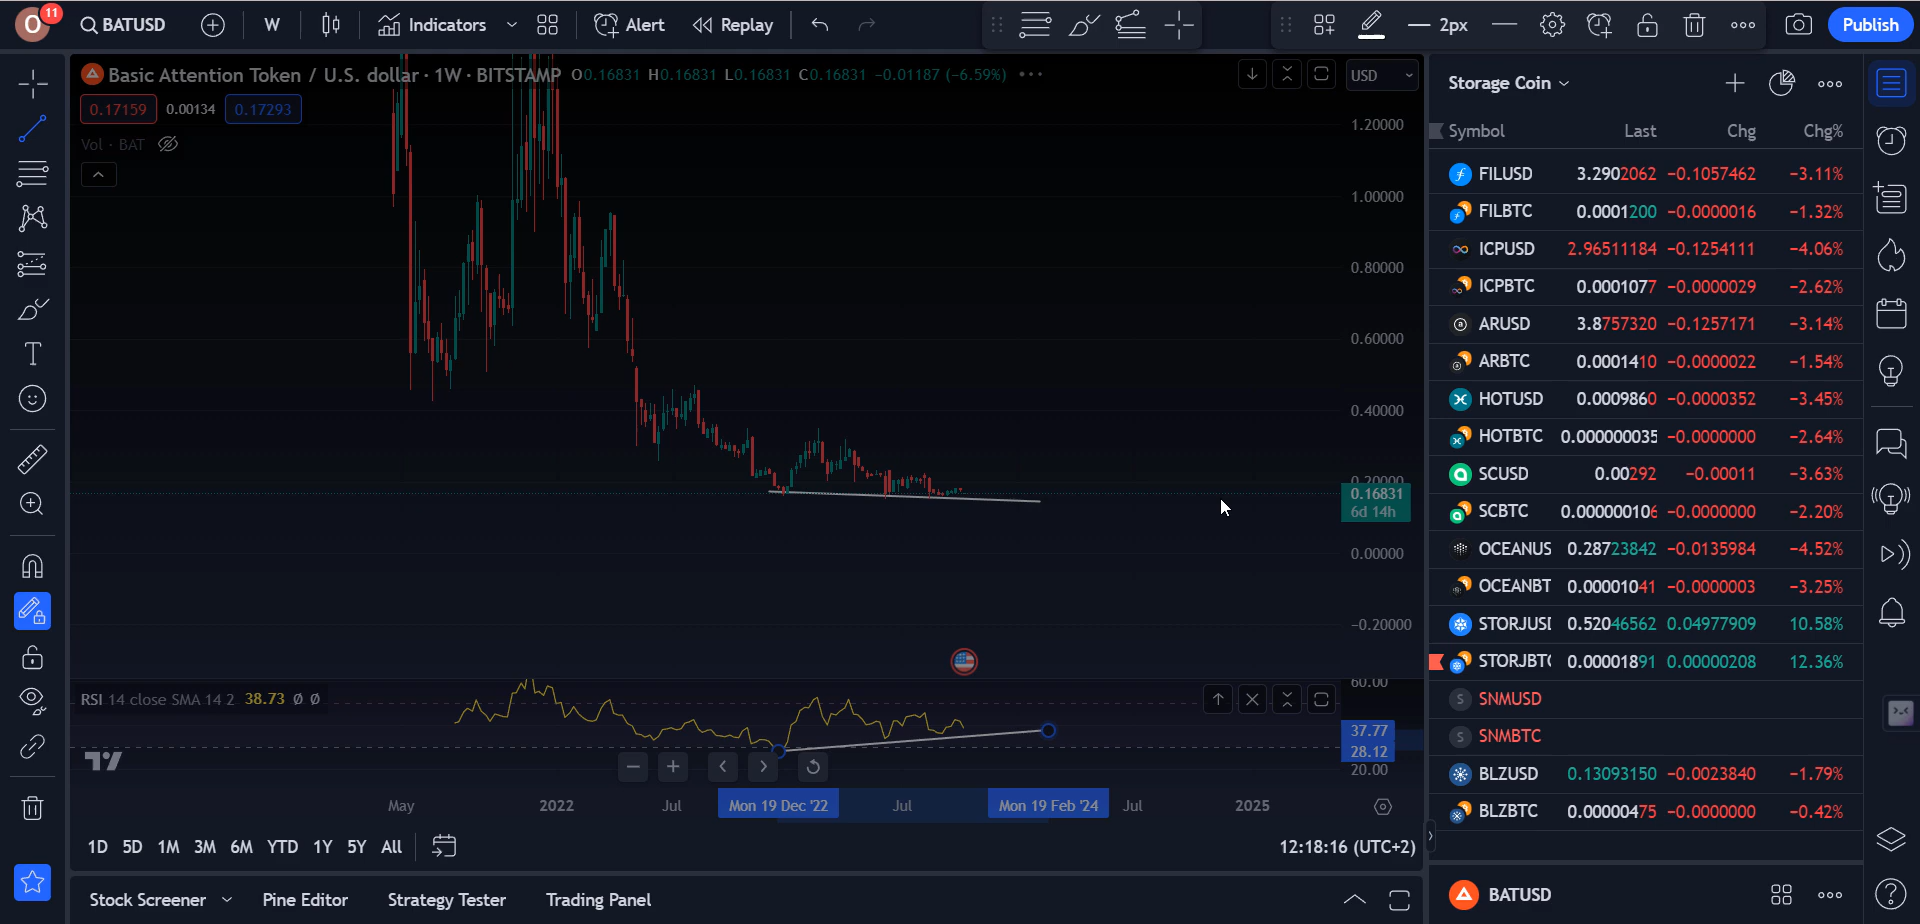 O 11 BATUSD W Indicators Alert Replay 2px Publish
Basic Attention Token / U.S. dollar · 1W · BITSTAMP O0.16831 H0.16831 L0.16831 C0.16831 −0.01187 (−6.59%)
USD
0.17159 0.00134 0.17293
Vol · BAT
1.20000
1.00000
0.80000
0.60000
0.40000
0.20000
0.16831
6d 14h
0.00000
−0.20000
RSI 14 close SMA 14 2 38.73 Ø Ø
60.00
37.77
28.12
20.00
May 2022 Jul Mon 19 Dec '22 Jul Mon 19 Feb '24 Jul 2025
1D 5D 1M 3M 6M YTD 1Y 5Y All
12:18:16 (UTC+2)
Stock Screener Pine Editor Strategy Tester Trading Panel
Storage Coin
Symbol Last Chg Chg%
FILUSD 3.2902062 −0.1057462 −3.11%
FILBTC 0.0001200 −0.0000016 −1.32%
ICPUSD 2.96511184 −0.1254111 −4.06%
ICPBTC 0.0001077 −0.0000029 −2.62%
ARUSD 3.8757320 −0.1257171 −3.14%
ARBTC 0.0001410 −0.0000022 −1.54%
HOTUSD 0.0009860 −0.0000352 −3.45%
HOTBTC 0.000000035 −0.0000000 −2.64%
SCUSD 0.00292 −0.00011 −3.63%
SCBTC 0.000000106 −0.0000000 −2.20%
OCEANUS 0.28723842 −0.0135984 −4.52%
OCEANBT 0.00001041 −0.0000003 −3.25%
STORJUSI 0.52046562 0.04977909 10.58%
STORJBT 0.00001891 0.00000208 12.36%
S SNMUSD
S SNMBTC
BLZUSD 0.13093150 −0.0023840 −1.79%
BLZBTC 0.00000475 −0.0000000 −0.42%
BATUSD